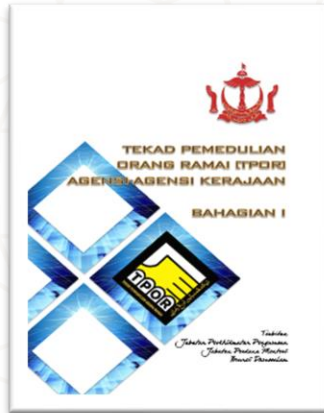 TEKAD PEMEDULIAN
ORANG RAMAI (TPOR)
AGENSI-AGENSI KERAJAAN
BAHAGIAN I
TPOR
Terbitan
Jabatan Perkhidmatan Pengurusan
Jabatan Perdana Menteri
Brunei Darussalam